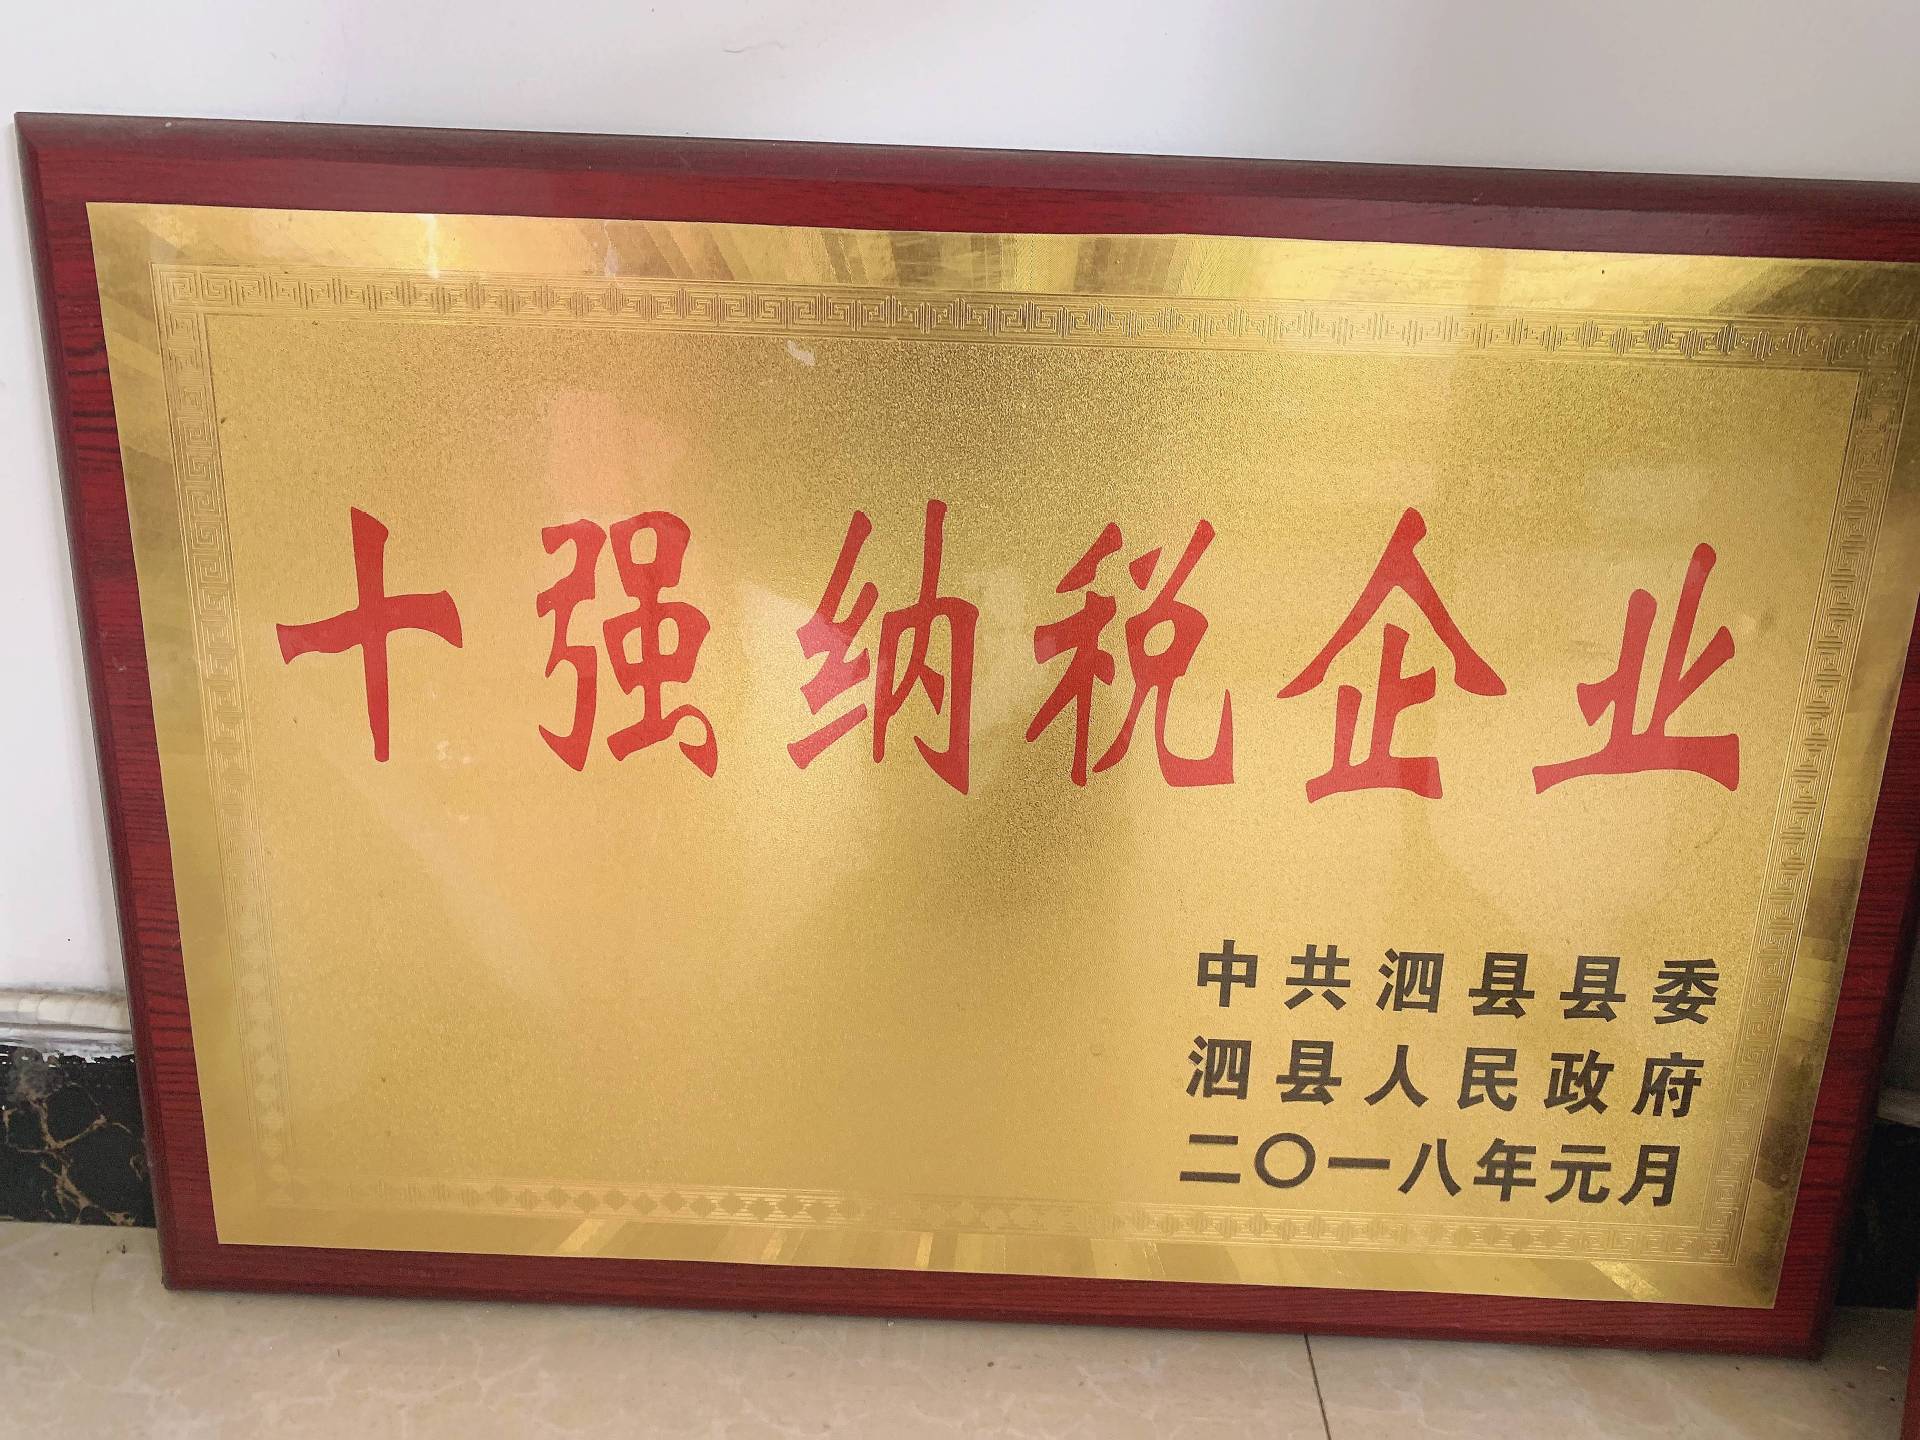 十强纳税企业
中共泗县县委
泗县人民政府
二〇一八年元月